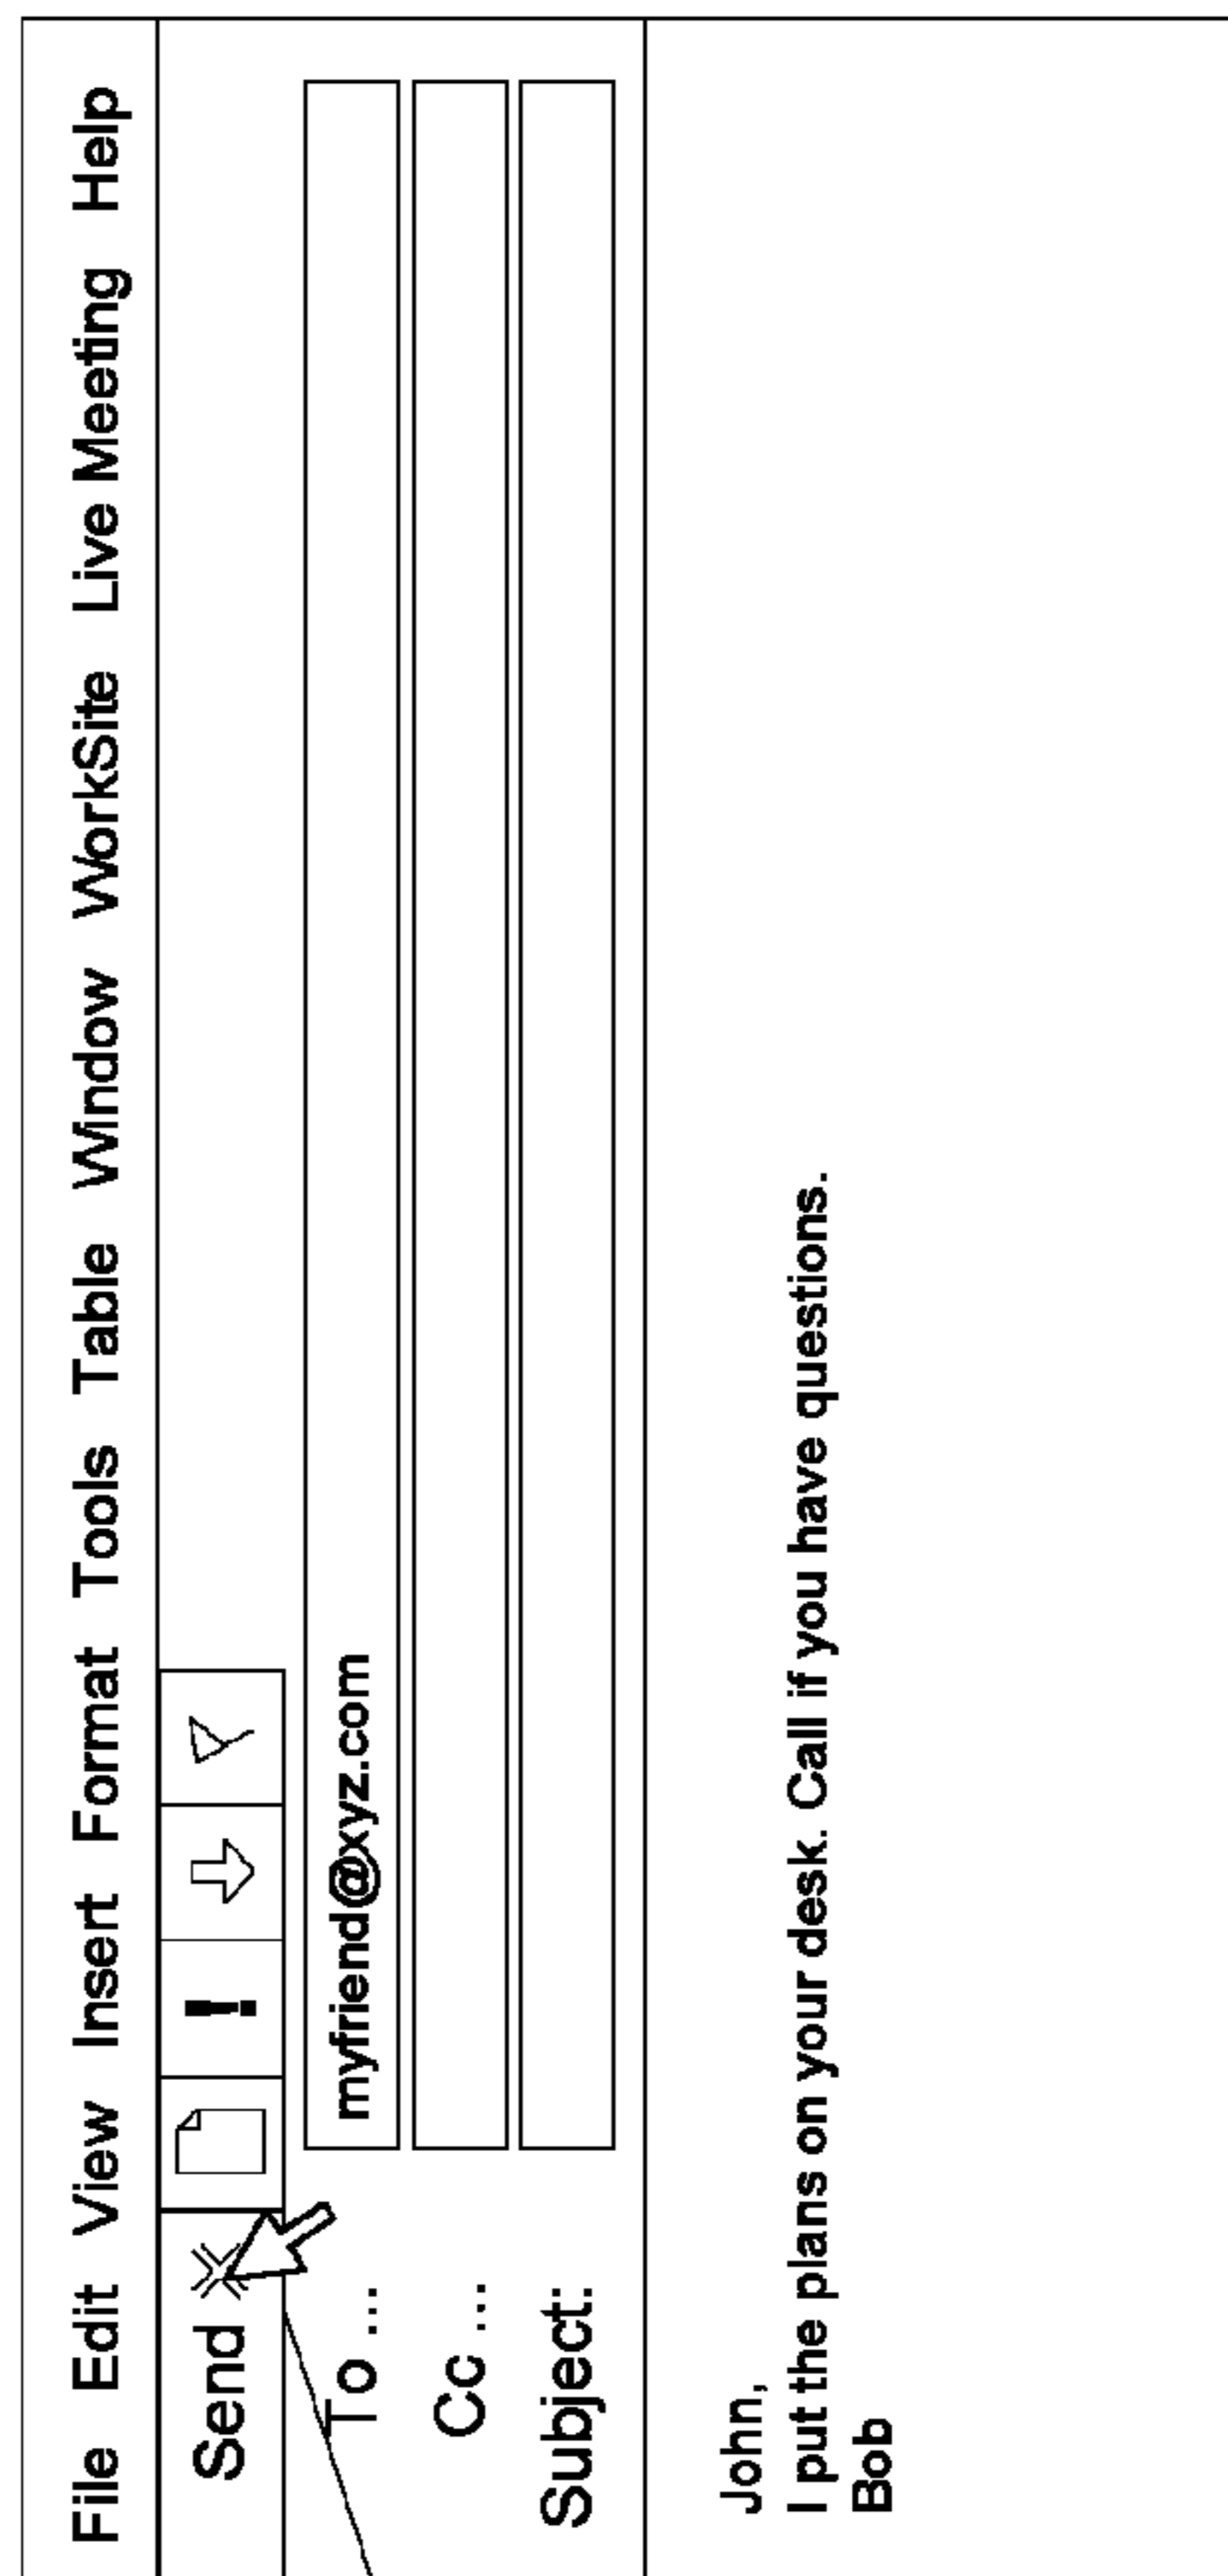 File Edit View Insert Format Tools Table Window WorkSite Live Meeting Help
Send !
To ... myfriend@xyz.com
Cc ...
Subject:
John,
I put the plans on your desk. Call if you have questions.
Bob